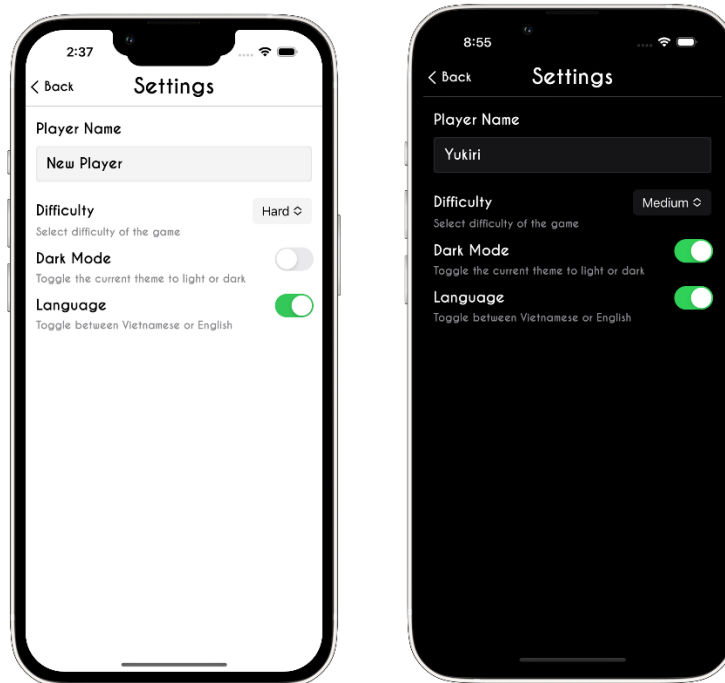 2:37
Back
Settings
Player Name
New Player
Difficulty
Hard
Select difficulty of the game
Dark Mode
Toggle the current theme to light or dark
Language
Toggle between Vietnamese or English
8:55
Back
Settings
Player Name
Yukiri
Difficulty
Medium
Select difficulty of the game
Dark Mode
Toggle the current theme to light or dark
Language
Toggle between Vietnamese or English